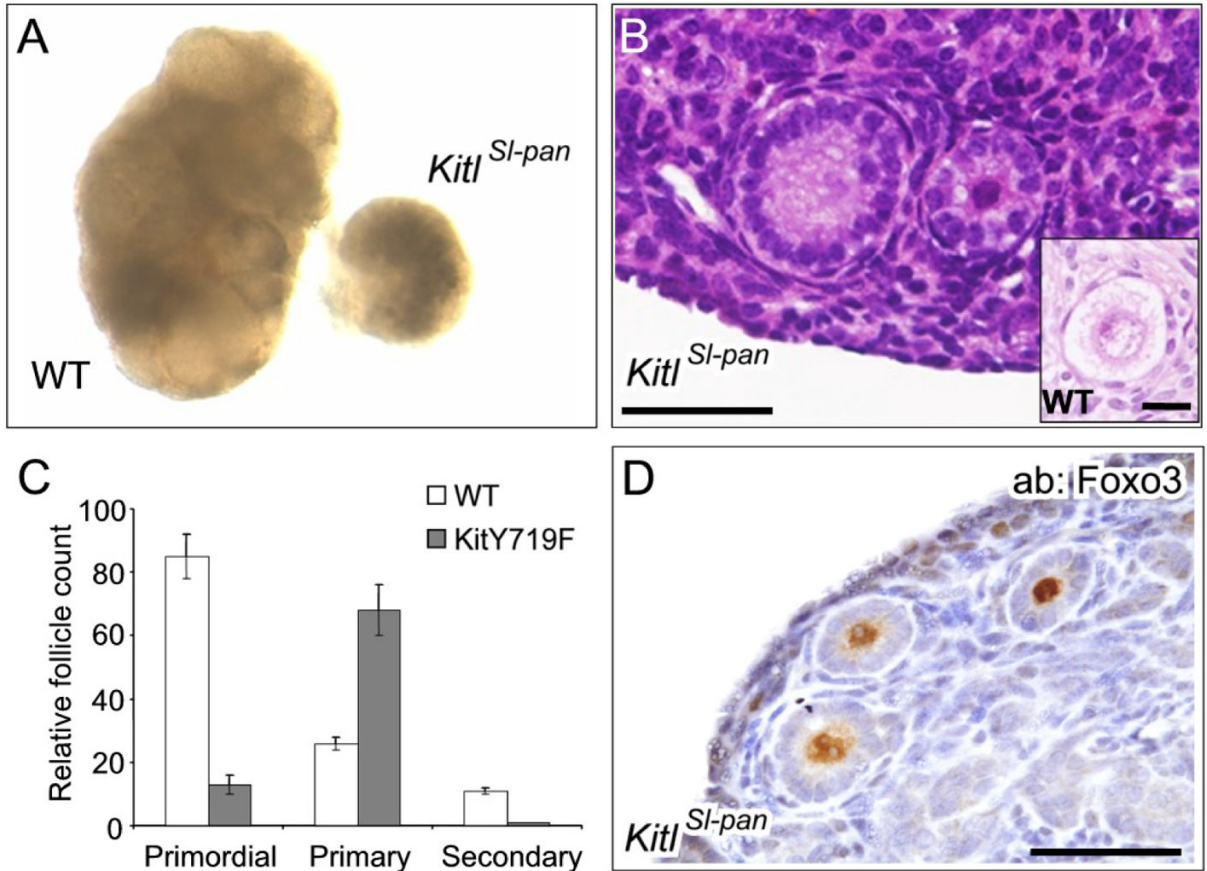 A
Kitl Sl-pan
WT
B
Kitl Sl-pan
WT
C
WT
KitY719F
Relative follicle count
100
80
60
40
20
0
Primordial Primary Secondary
D
ab: Foxo3
Kitl Sl-pan